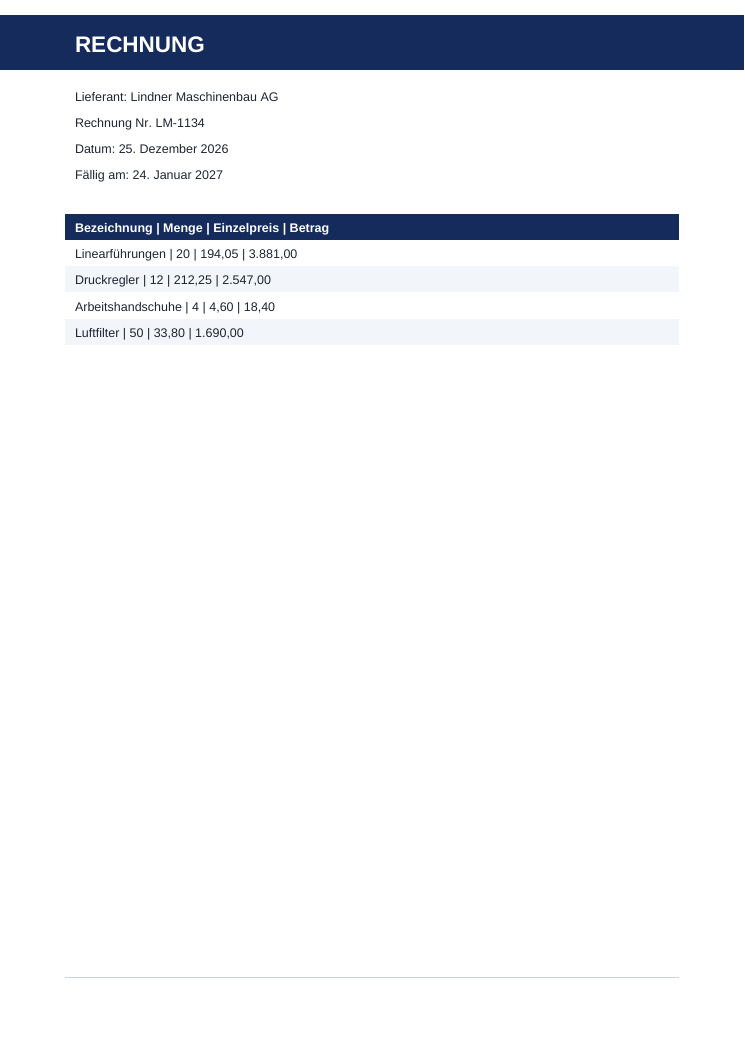 RECHNUNG
Lieferant: Lindner Maschinenbau AG
Rechnung Nr. LM-1134
Datum: 25. Dezember 2026
Fällig am: 24. Januar 2027
Bezeichnung | Menge | Einzelpreis | Betrag
Linearführungen | 20 | 194,05 | 3.881,00
Druckregler | 12 | 212,25 | 2.547,00
Arbeitshandschuhe | 4 | 4,60 | 18,40
Luftfilter | 50 | 33,80 | 1.690,00